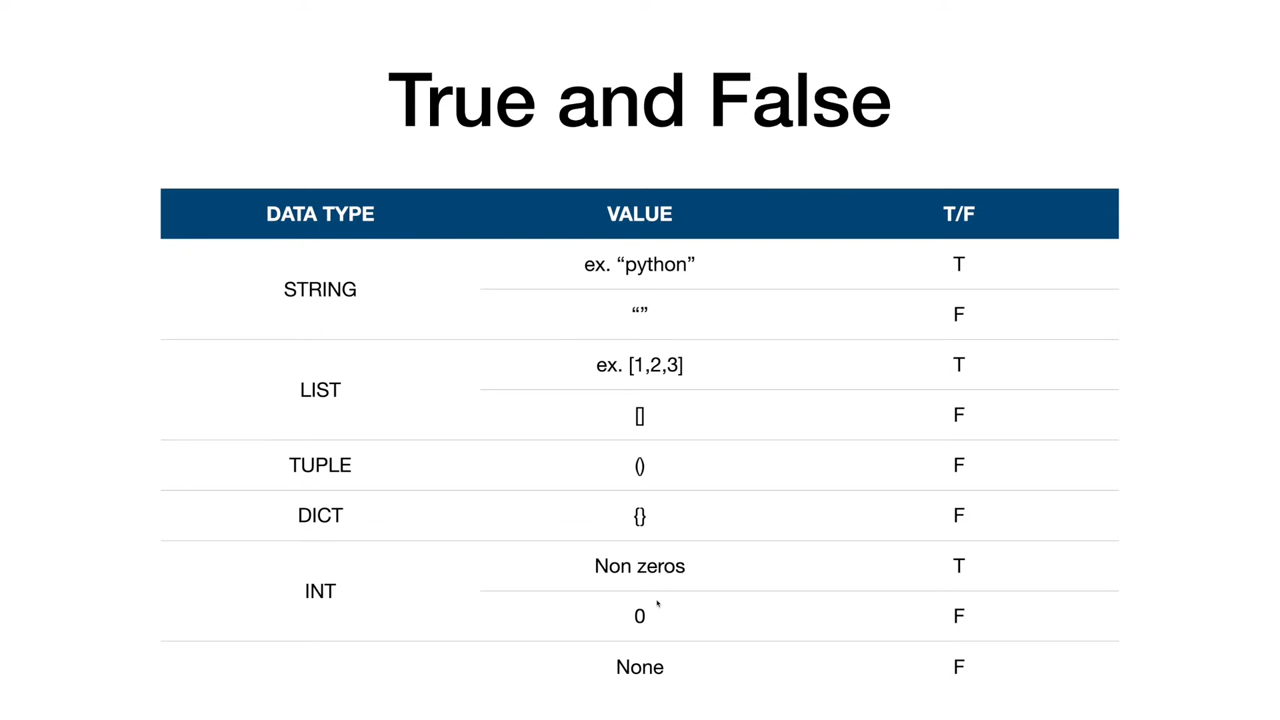 True and False
DATA TYPE VALUE T/F
STRING
ex. “python” T
“” F
LIST
ex. [1,2,3] T
[] F
TUPLE () F
DICT {} F
INT
Non zeros T
0 F
None F